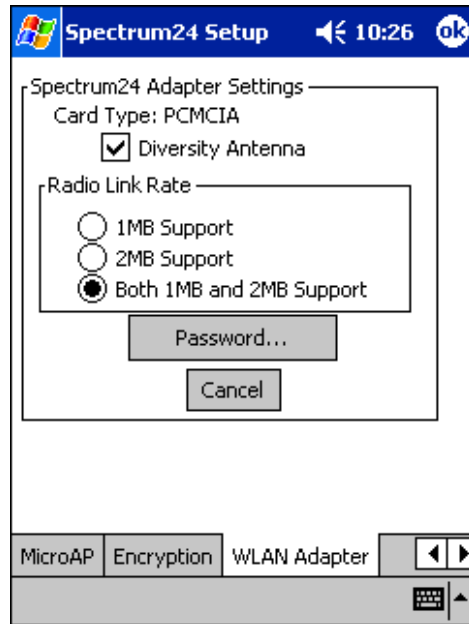 Spectrum24 Setup 10:26 ok
Spectrum24 Adapter Settings
Card Type: PCMCIA
Diversity Antenna
Radio Link Rate
1MB Support
2MB Support
Both 1MB and 2MB Support
Password...
Cancel
MicroAP Encryption WLAN Adapter